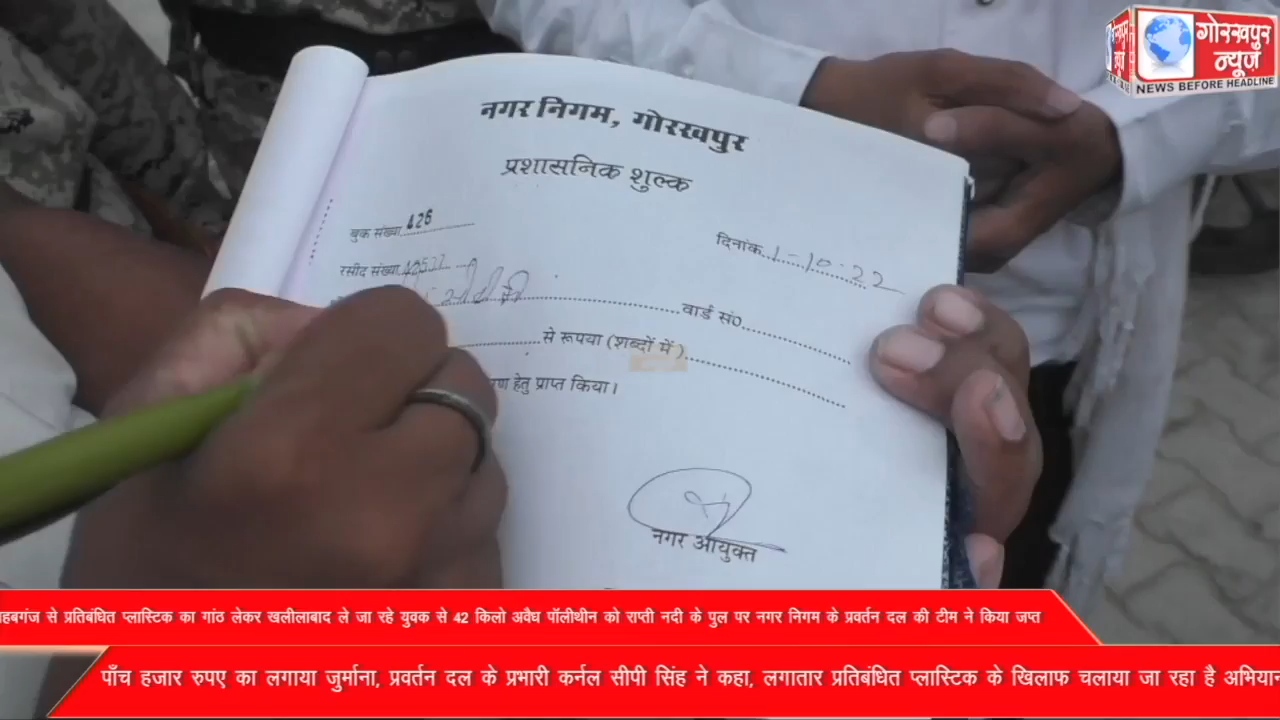 गोरखपुर
न्यूज़
NEWS BEFORE HEADLINE
नगर निगम, गोरखपुर
प्रशासनिक शुल्क
बुक संख्या 426
दिनांक 1-10-22
रसीद संख्या
वार्ड सं०
से रूपया (शब्दों में)
हेतु प्राप्त किया।
नगर आयुक्त
से प्रतिबंधित प्लास्टिक का गांठ लेकर खलीलाबाद ले जा रहे युवक से 42 किलो अवैध पॉलीथीन को राप्ती नदी के पुल पर नगर निगम के प्रवर्तन दल की टीम ने किया जप्त
पाँच हजार रुपए का लगाया जुर्माना, प्रवर्तन दल के प्रभारी कर्नल सीपी सिंह ने कहा, लगातार प्रतिबंधित प्लास्टिक के खिलाफ चलाया जा रहा है अभियान